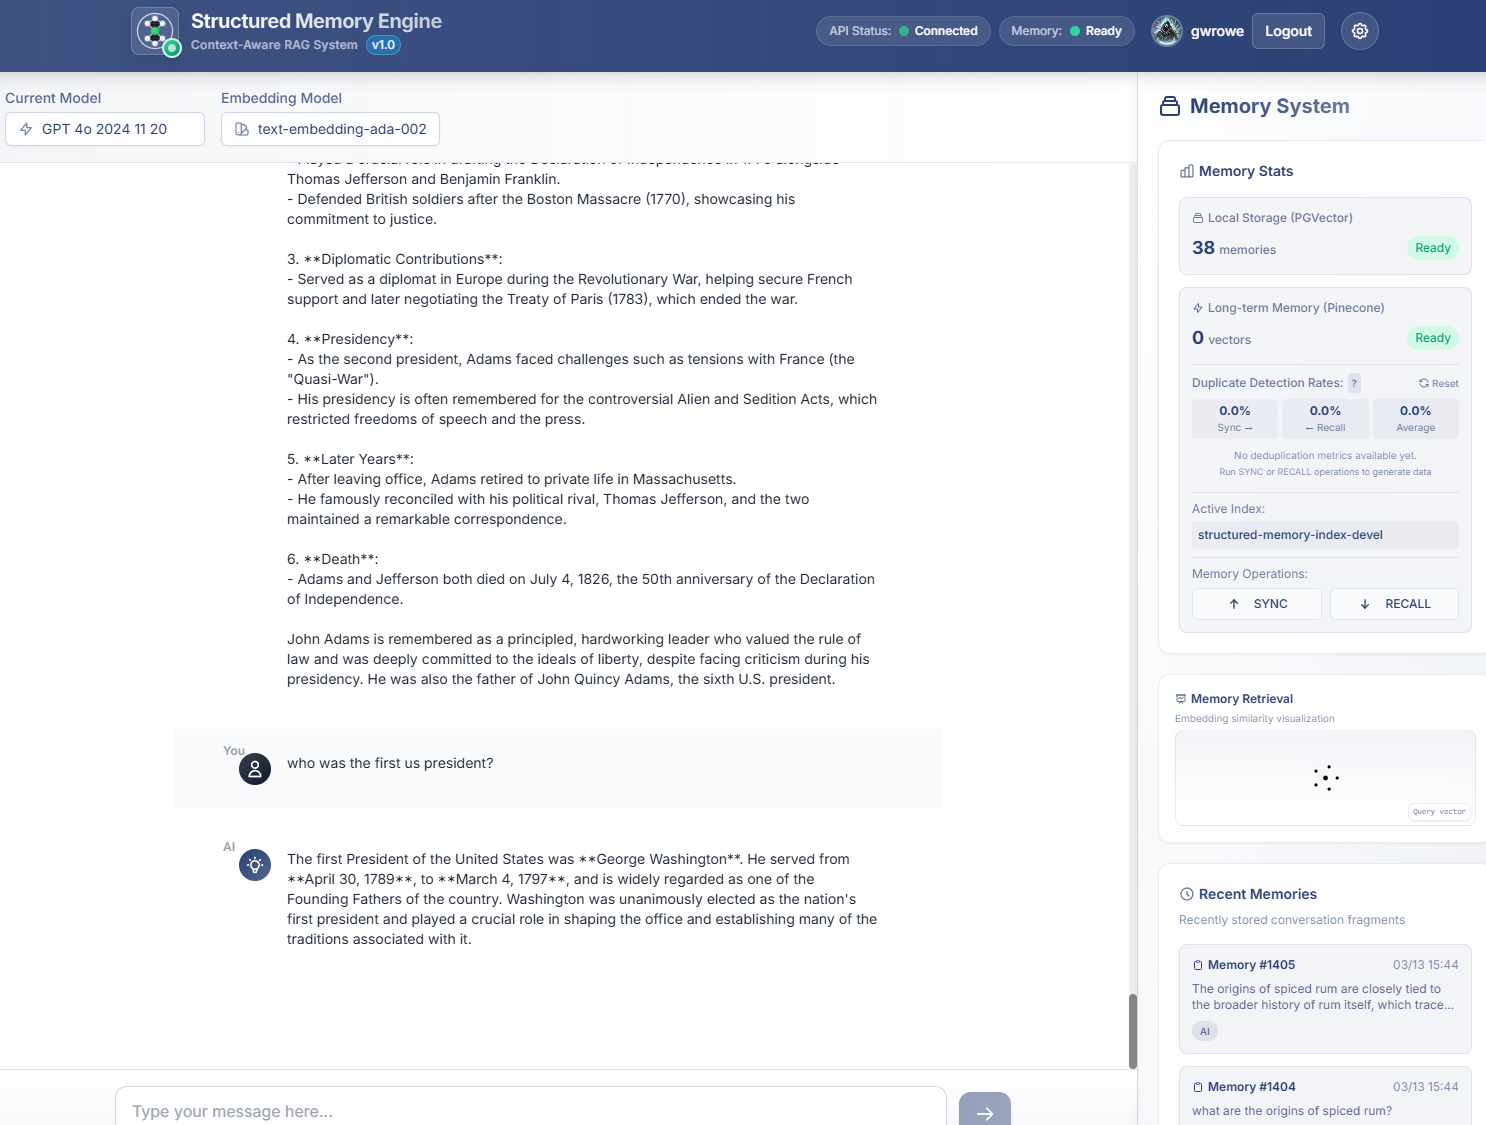 Structured Memory Engine
Context-Aware RAG System v1.0
API Status: Connected
Memory: Ready
gwrowe
Logout
Current Model
GPT 4o 2024 11 20
Embedding Model
text-embedding-ada-002
Thomas Jefferson and Benjamin Franklin.
- Defended British soldiers after the Boston Massacre (1770), showcasing his
commitment to justice.
3. **Diplomatic Contributions**:
- Served as a diplomat in Europe during the Revolutionary War, helping secure French
support and later negotiating the Treaty of Paris (1783), which ended the war.
4. **Presidency**:
- As the second president, Adams faced challenges such as tensions with France (the
"Quasi-War").
- His presidency is often remembered for the controversial Alien and Sedition Acts, which
restricted freedoms of speech and the press.
5. **Later Years**:
- After leaving office, Adams retired to private life in Massachusetts.
- He famously reconciled with his political rival, Thomas Jefferson, and the two
maintained a remarkable correspondence.
6. **Death**:
- Adams and Jefferson both died on July 4, 1826, the 50th anniversary of the Declaration
of Independence.
John Adams is remembered as a principled, hardworking leader who valued the rule of
law and was deeply committed to the ideals of liberty, despite facing criticism during his
presidency. He was also the father of John Quincy Adams, the sixth U.S. president.
You
who was the first us president?
AI
The first President of the United States was **George Washington**. He served from
**April 30, 1789**, to **March 4, 1797**, and is widely regarded as one of the
Founding Fathers of the country. Washington was unanimously elected as the nation's
first president and played a crucial role in shaping the office and establishing many of the
traditions associated with it.
Type your message here...
Memory System
Memory Stats
Local Storage (PGVector)
38 memories
Ready
Long-term Memory (Pinecone)
0 vectors
Ready
Duplicate Detection Rates: ?
Reset
0.0%
Sync →
0.0%
← Recall
0.0%
Average
No deduplication metrics available yet.
Run SYNC or RECALL operations to generate data
Active Index:
structured-memory-index-devel
Memory Operations:
↑ SYNC
↓ RECALL
Memory Retrieval
Embedding similarity visualization
Query vector
Recent Memories
Recently stored conversation fragments
Memory #1405
03/13 15:44
The origins of spiced rum are closely tied to
the broader history of rum itself, which trace...
AI
Memory #1404
03/13 15:44
what are the origins of spiced rum?